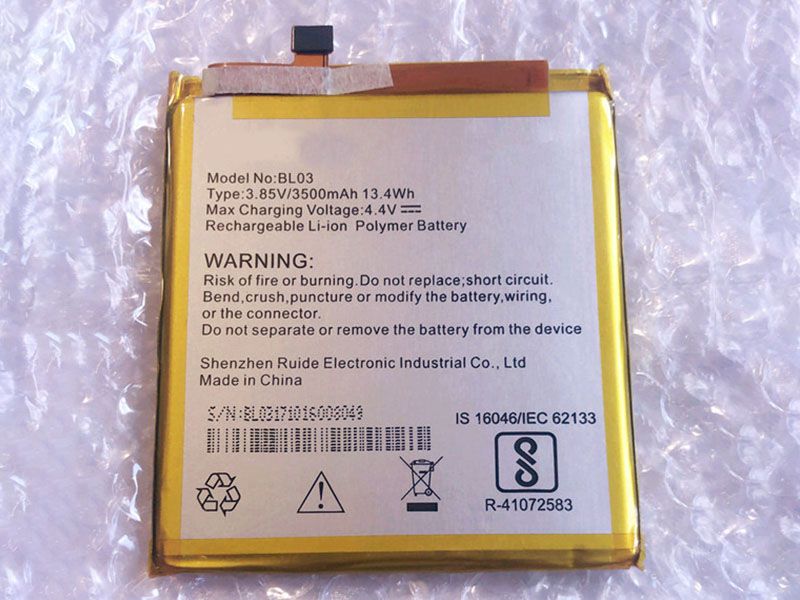 Model No:BL03
Type:3.85V/3500mAh 13.4Wh
Max Charging Voltage:4.4V
Rechargeable Li-ion Polymer Battery
WARNING:
Risk of fire or burning.Do not replace;short circuit.
Bend,crush,puncture or modify the battery,wiring,
or the connector.
Do not separate or remove the battery from the device
Shenzhen Ruide Electronic Industrial Co., Ltd
Made in China
S/N:BL03171016008049
IS 16046/IEC 62133
R-41072583